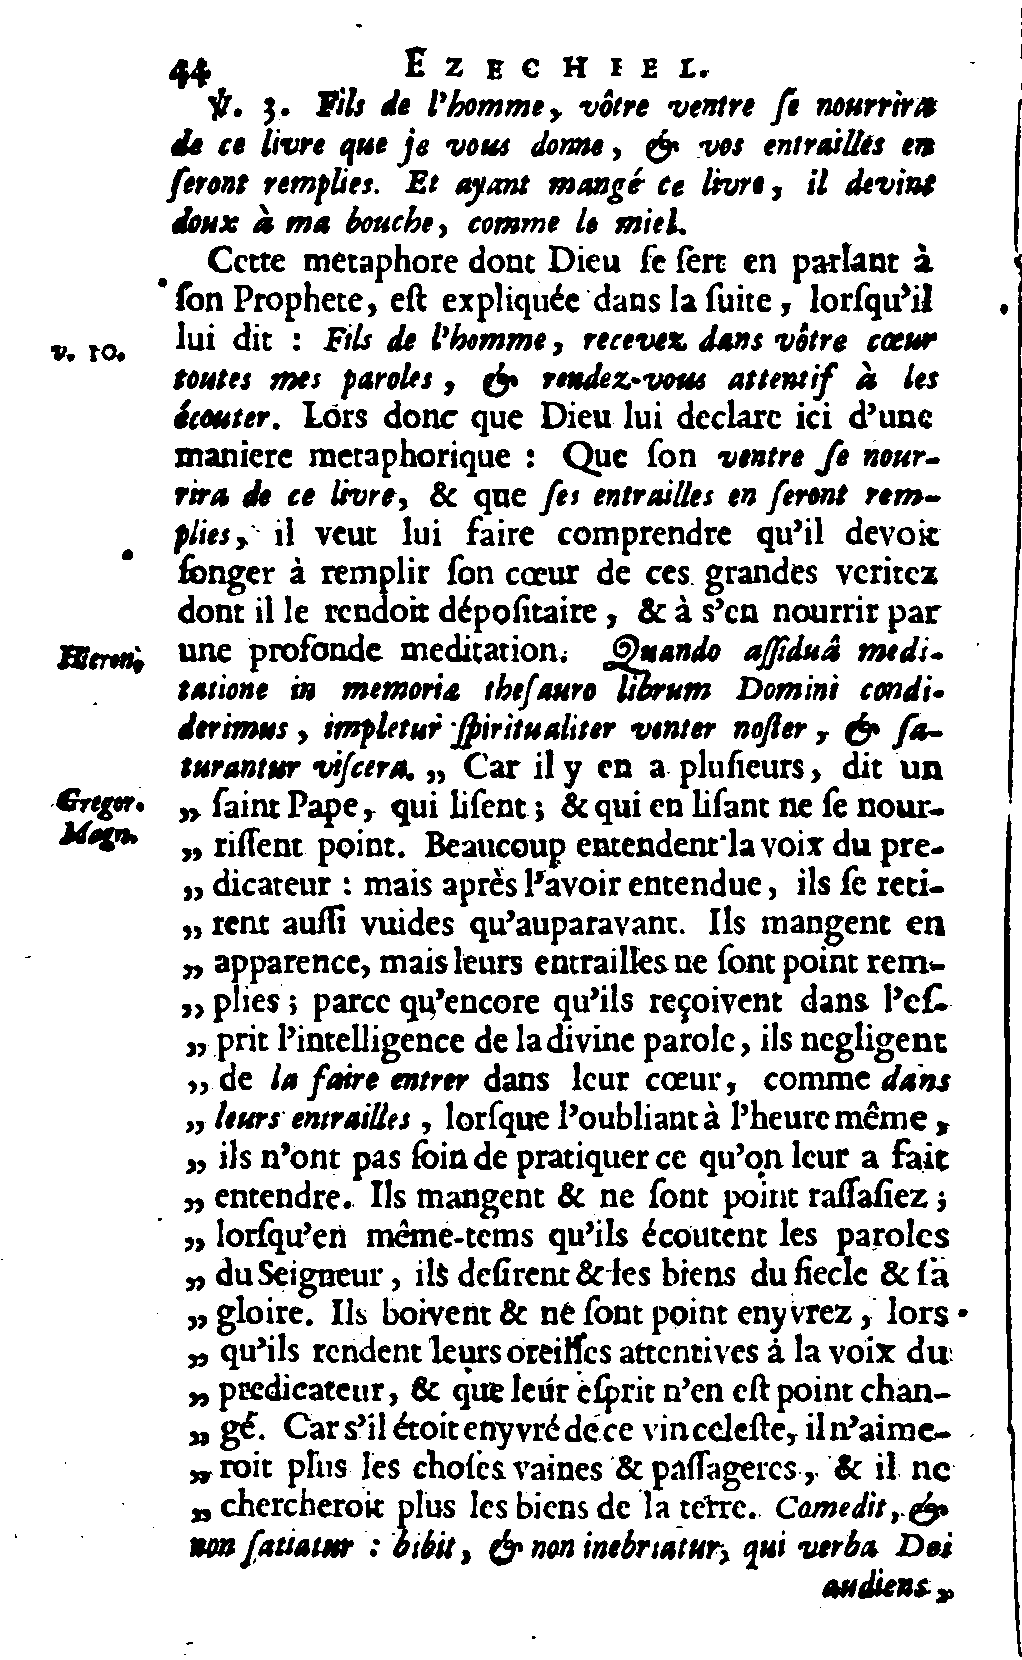 44 EZECHIEL.
℣. 3. Fils de l'homme, vôtre ventre ſe nourrira
de ce livre que je vous donne, & vos entrailles en
ſeront remplies. Et ayant mangé ce livre, il devint
doux à ma bouche, comme le miel.
Cette metaphore dont Dieu ſe ſert en parlant à
ſon Prophete, eſt expliquée dans la ſuite, lorſqu'il
v. 10. lui dit : Fils de l'homme, recevez dans vôtre cœur
toutes mes paroles, & rendez-vous attentif à les
écouter. Lors donc que Dieu lui declare ici d'une
maniere metaphorique : Que ſon ventre ſe nour-
rira de ce livre, & que ſes entrailles en ſeront rem-
plies, il veut lui faire comprendre qu'il devoit
ſonger à remplir ſon cœur de ces grandes veritez
dont il le rendoit dépoſitaire, & à s'en nourrir par
Hieron. une profonde meditation. Quando aſſiduâ medi-
tatione in memoriæ theſauro librum Domini condi-
derimus, impletur ſpiritualiter venter noſter, & ſa-
turantur viſcera. „ Car il y en a pluſieurs, dit un
Gregor. „ ſaint Pape, qui liſent ; & qui en liſant ne ſe nour-
Magn. „ riſſent point. Beaucoup entendent la voix du pre-
„ dicateur : mais après l'avoir entendue, ils ſe reti-
„ rent auſſi vuides qu'auparavant. Ils mangent en
„ apparence, mais leurs entrailles ne ſont point rem-
„ plies ; parce qu'encore qu'ils reçoivent dans l'eſ-
„ prit l'intelligence de la divine parole, ils negligent
„ de la faire entrer dans leur cœur, comme dans
„ leurs entrailles, lorſque l'oubliant à l'heure même,
„ ils n'ont pas ſoin de pratiquer ce qu'on leur a fait
„ entendre. Ils mangent & ne ſont point raſſaſiez ;
„ lorſqu'en même-tems qu'ils écoutent les paroles
„ du Seigneur, ils deſirent & les biens du ſiecle & ſa
„ gloire. Ils boivent & ne ſont point enyvrez, lors-
„ qu'ils rendent leurs oreilles attentives à la voix du
„ predicateur, & que leur eſprit n'en eſt point chan-
„ gé. Car s'il étoit enyvré de ce vin celeſte, il n'aime-
„ roit plus les choſes vaines & paſſageres, & il ne
„ chercheroit plus les biens de la terre. Comedit, &
non ſatiatur : bibit, & non inebriatur, qui verba Dei
audiens,